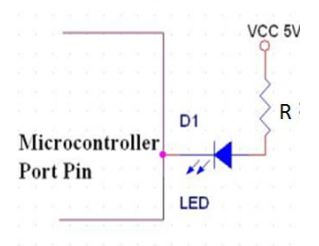 VCC 5V
D1
R
Microcontroller
Port Pin
LED